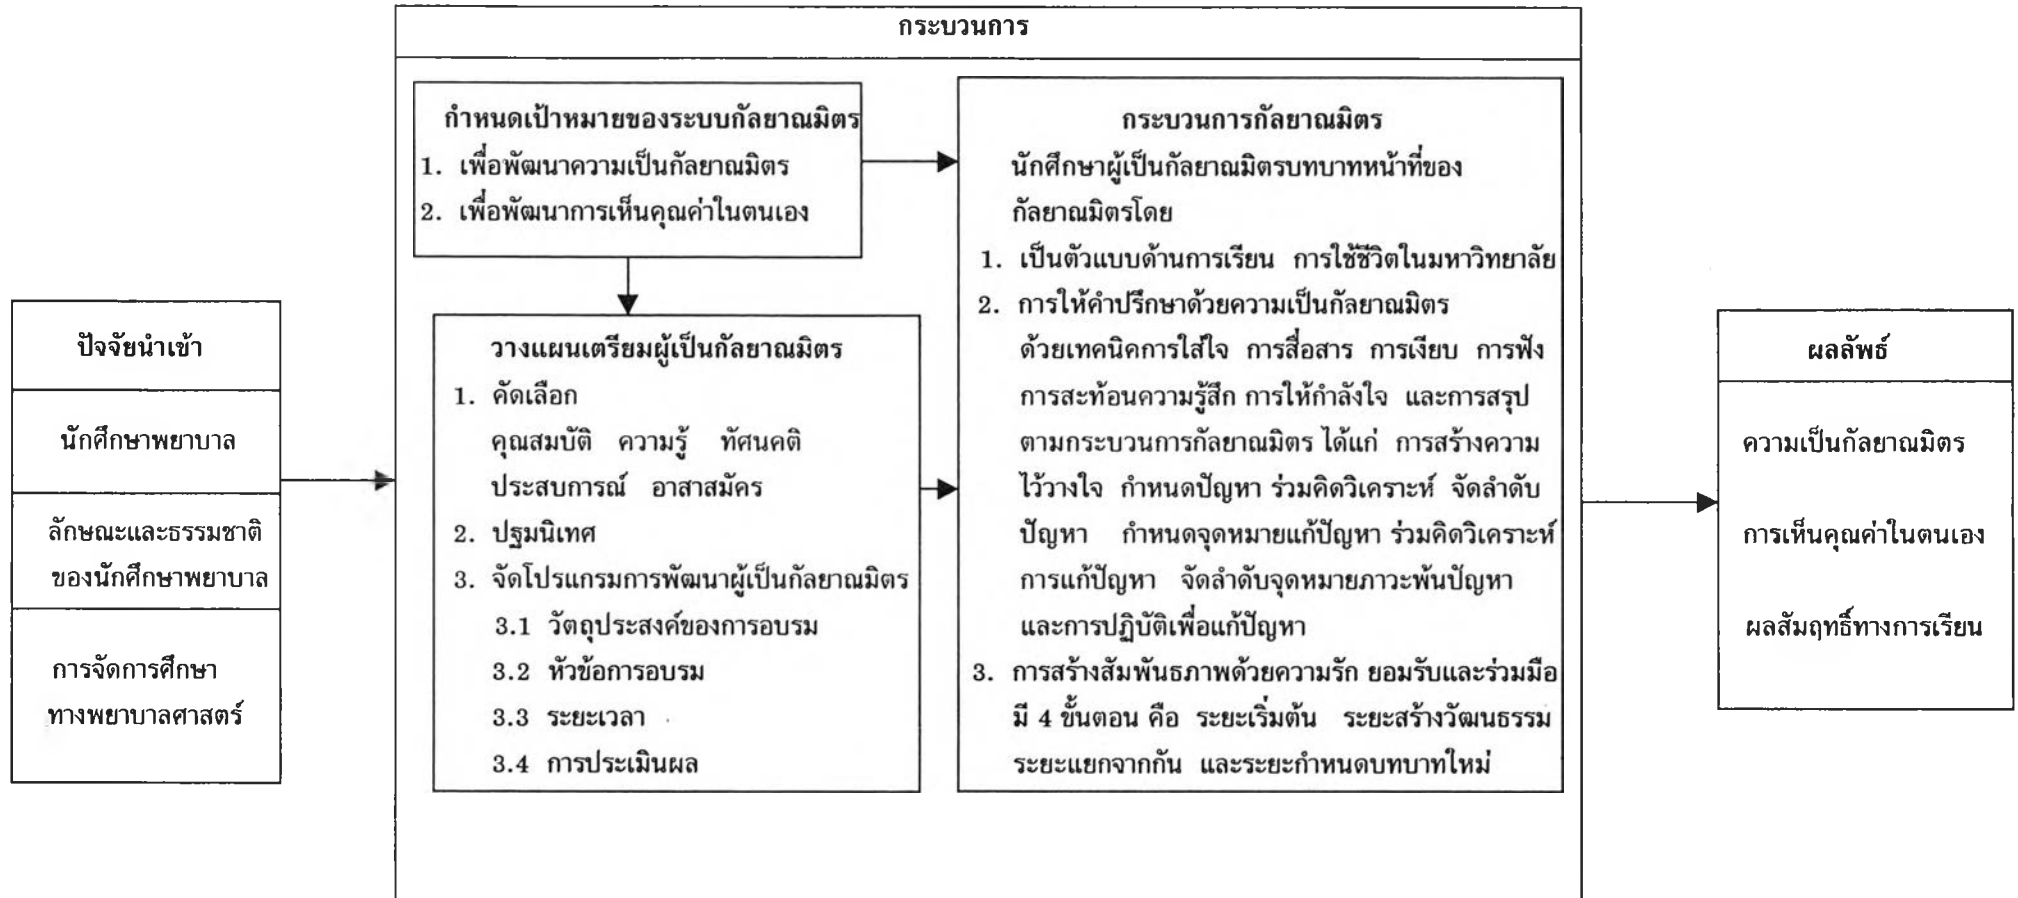 กระบวนการ
ปัจจัยนำเข้า
นักศึกษาพยาบาล
ลักษณะและธรรมชาติ
ของนักศึกษาพยาบาล
การจัดการศึกษา
ทางพยาบาลศาสตร์
กำหนดเป้าหมายของระบบกัลยาณมิตร
1. เพื่อพัฒนาความเป็นกัลยาณมิตร
2. เพื่อพัฒนาการเห็นคุณค่าในตนเอง
วางแผนเตรียมผู้เป็นกัลยาณมิตร
1. คัดเลือก
คุณสมบัติ ความรู้ ทัศนคติ
ประสบการณ์ อาสาสมัคร
2. ปฐมนิเทศ
3. จัดโปรแกรมการพัฒนาผู้เป็นกัลยาณมิตร
3.1 วัตถุประสงค์ของการอบรม
3.2 หัวข้อการอบรม
3.3 ระยะเวลา
3.4 การประเมินผล
กระบวนการกัลยาณมิตร
นักศึกษาผู้เป็นกัลยาณมิตรบทบาทหน้าที่ของ
กัลยาณมิตรโดย
1. เป็นตัวแบบด้านการเรียน การใช้ชีวิตในมหาวิทยาลัย
2. การให้คำปรึกษาด้วยความเป็นกัลยาณมิตร
ด้วยเทคนิคการใส่ใจ การสื่อสาร การเงียบ การฟัง
การสะท้อนความรู้สึก การให้กำลังใจ และการสรุป
ตามกระบวนการกัลยาณมิตร ได้แก่ การสร้างความ
ไว้วางใจ กำหนดปัญหา ร่วมคิดวิเคราะห์ จัดลำดับ
ปัญหา กำหนดจุดหมายแก้ปัญหา ร่วมคิดวิเคราะห์
การแก้ปัญหา จัดลำดับจุดหมายภาวะพ้นปัญหา
และการปฏิบัติเพื่อแก้ปัญหา
3. การสร้างสัมพันธภาพด้วยความรัก ยอมรับและร่วมมือ
มี 4 ขั้นตอน คือ ระยะเริ่มต้น ระยะสร้างวัฒนธรรม
ระยะแยกจากกัน และระยะกำหนดบทบาทใหม่
ผลลัพธ์
ความเป็นกัลยาณมิตร
การเห็นคุณค่าในตนเอง
ผลสัมฤทธิ์ทางการเรียน